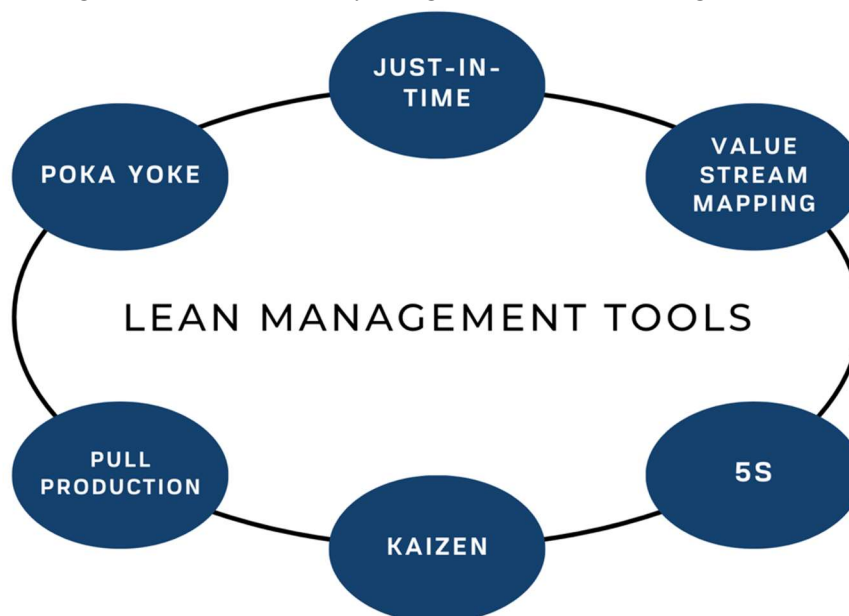 JUST-IN-
TIME
POKA YOKE
VALUE
STREAM
MAPPING
LEAN MANAGEMENT TOOLS
PULL
PRODUCTION
5S
KAIZEN